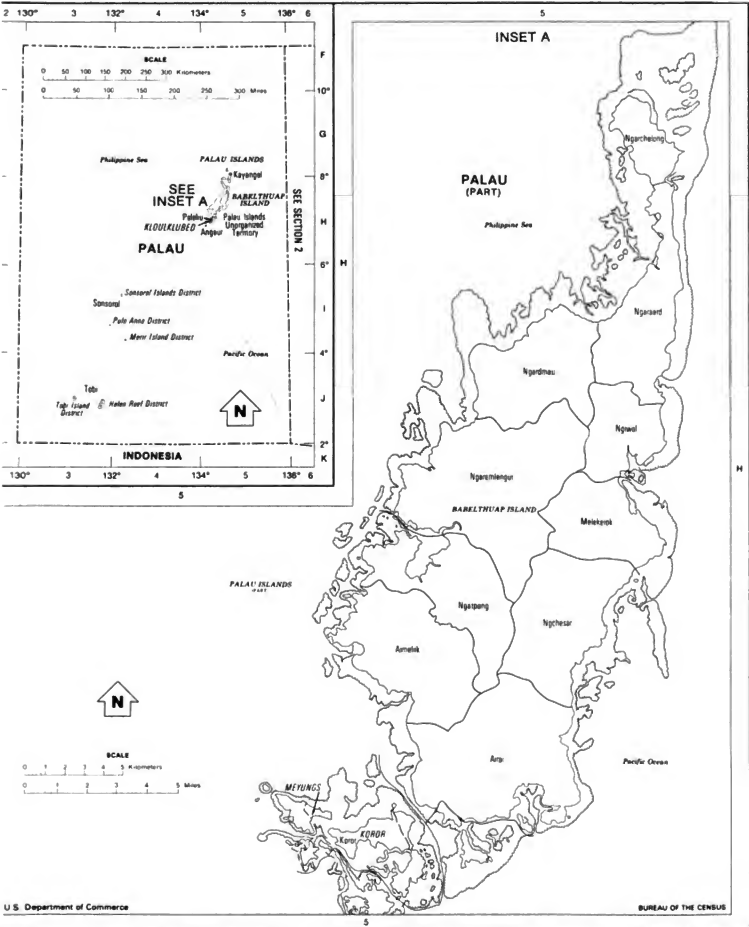 2 130° 3 132° 4 134° 5 136° 6
SCALE
0 50 100 150 200 250 300 Kilometers
0 50 100 150 200 250 300 Miles
F
10°
G
8°
H
6°
I
4°
J
2°
K
Philippine Sea
PALAU ISLANDS
Kayangel
SEE
INSET A
BABELTHUAP
ISLAND
Peleliu
Palau Islands
Unorganized
Territory
KLOULKLUBED
Angaur
PALAU
SEE SECTION 2
Sonsorol Islands District
Sonsorol
Pulo Anna District
Merir Island District
Pacific Ocean
Tobi
Tobi Island
District
Helen Reef District
N
INDONESIA
130° 3 132° 4 134° 5 136° 6
5
5
INSET A
PALAU
(PART)
Philippine Sea
H
H
Ngarchelong
Ngaraard
Ngardmau
Ngiwal
Ngaremlengui
BABELTHUAP ISLAND
Melekerok
PALAU ISLANDS
(PART)
Ngatpang
Ngchesar
Aimeliik
N
SCALE
0 1 2 3 4 5 Kilometers
0 1 2 3 4 5 Miles
Airai
Pacific Ocean
MEYUNGS
Koror
KOROR
U.S. Department of Commerce
BUREAU OF THE CENSUS
5